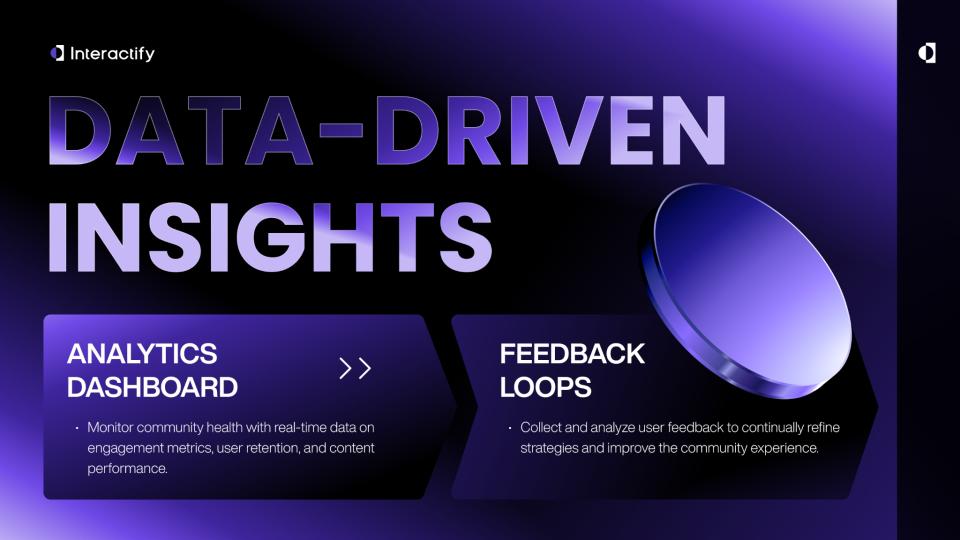 Interactify
DATA-DRIVEN
INSIGHTS
ANALYTICS
DASHBOARD
• Monitor community health with real-time data on
engagement metrics, user retention, and content
performance.
FEEDBACK
LOOPS
• Collect and analyze user feedback to continually refine
strategies and improve the community experience.